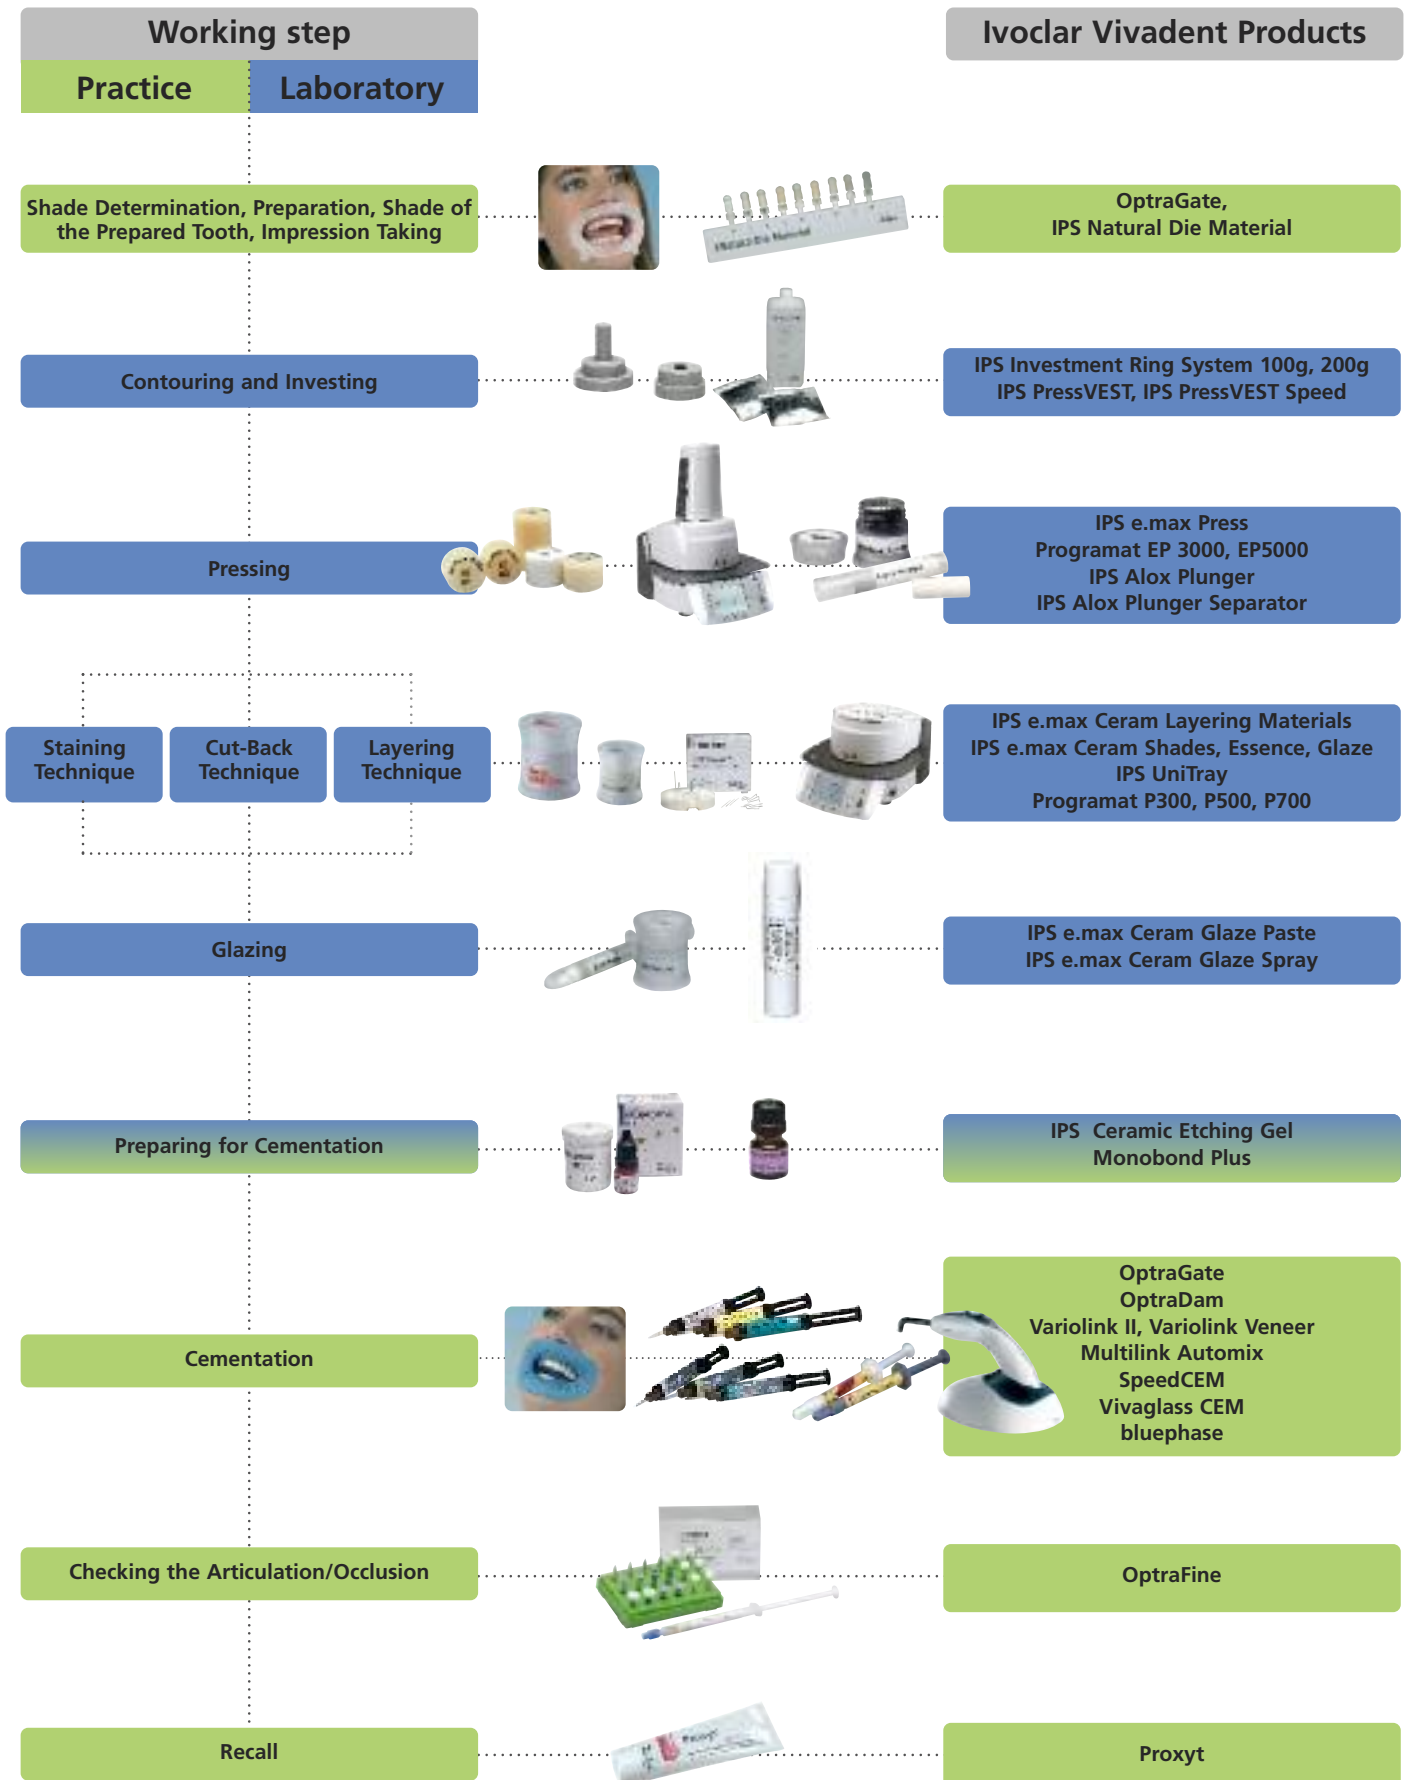 Working step
Ivoclar Vivadent Products
Practice
Laboratory
Shade Determination, Preparation, Shade of
the Prepared Tooth, Impression Taking
OptraGate,
IPS Natural Die Material
Contouring and Investing
IPS Investment Ring System 100g, 200g
IPS PressVEST, IPS PressVEST Speed
Pressing
IPS e.max Press
Programat EP 3000, EP5000
IPS Alox Plunger
IPS Alox Plunger Separator
Staining
Technique
Cut-Back
Technique
Layering
Technique
IPS e.max Ceram Layering Materials
IPS e.max Ceram Shades, Essence, Glaze
IPS UniTray
Programat P300, P500, P700
Glazing
IPS e.max Ceram Glaze Paste
IPS e.max Ceram Glaze Spray
Preparing for Cementation
IPS Ceramic Etching Gel
Monobond Plus
Cementation
OptraGate
OptraDam
Variolink II, Variolink Veneer
Multilink Automix
SpeedCEM
Vivaglass CEM
bluephase
Checking the Articulation/Occlusion
OptraFine
Recall
Proxyt